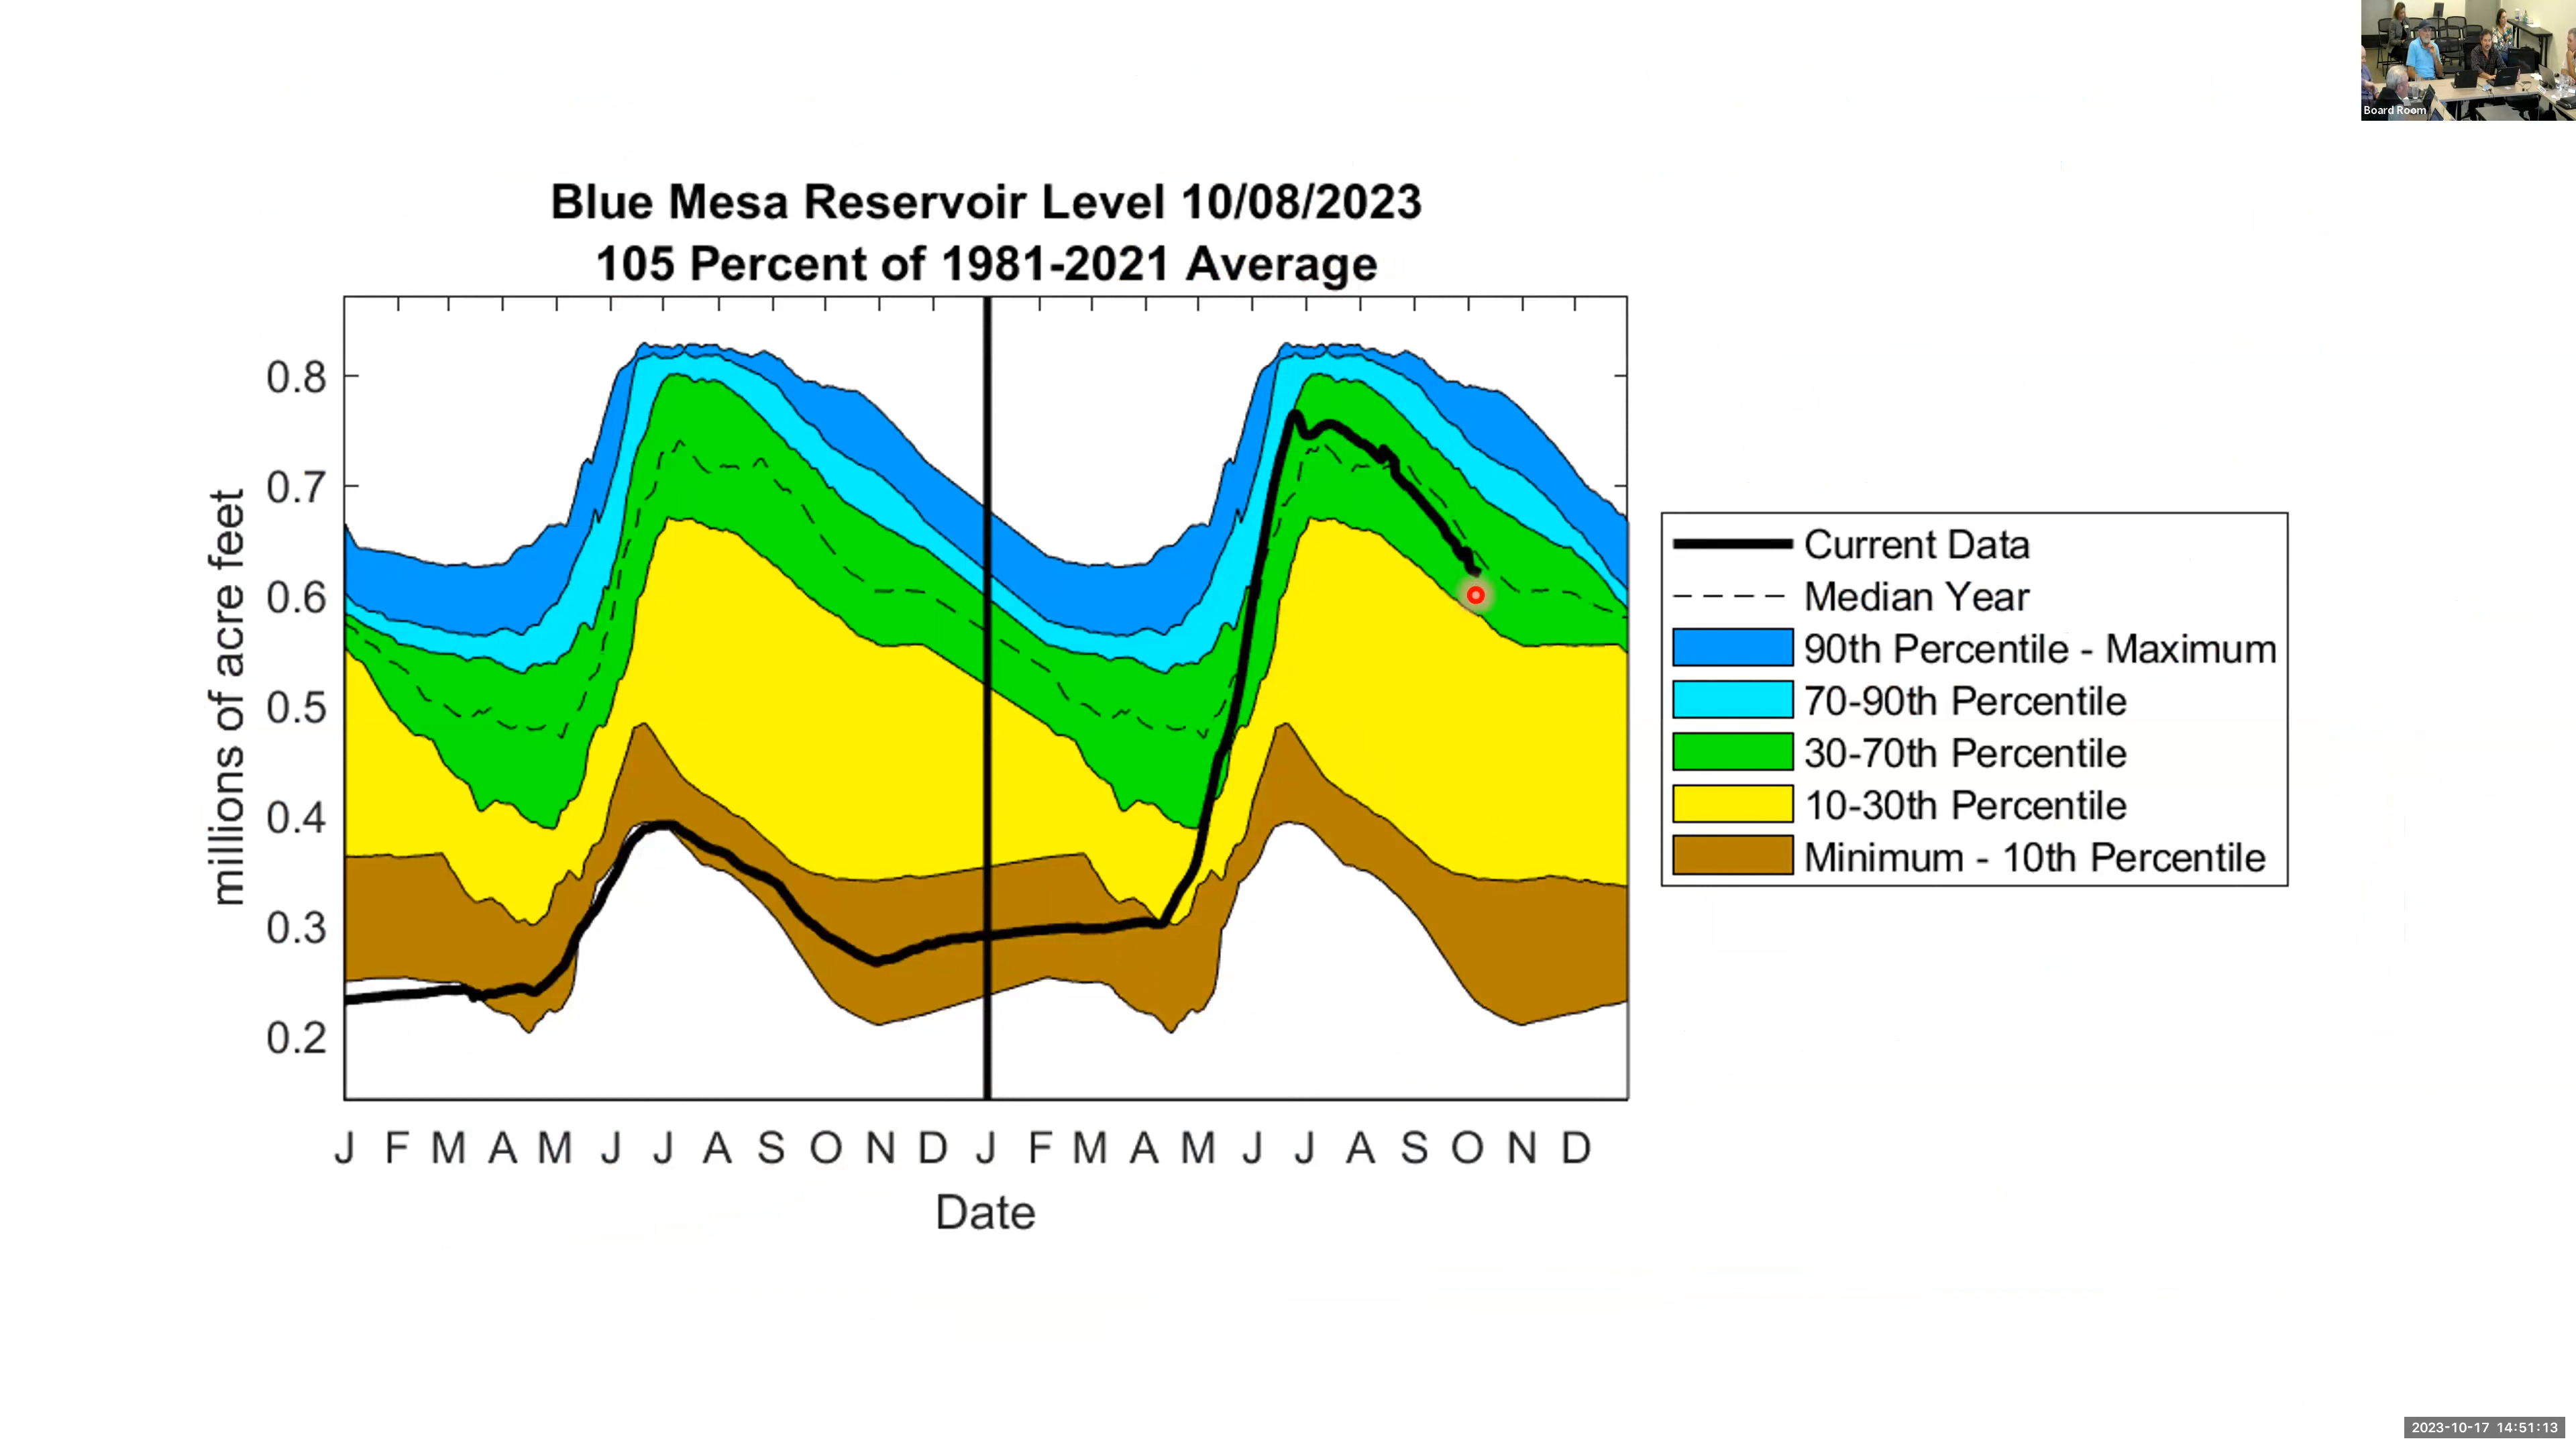 Board Room
Blue Mesa Reservoir Level 10/08/2023
105 Percent of 1981-2021 Average
millions of acre feet
0.8
0.7
0.6
0.5
0.4
0.3
0.2
J F M A M J J A S O N D J F M A M J J A S O N D
Date
Current Data
Median Year
90th Percentile - Maximum
70-90th Percentile
30-70th Percentile
10-30th Percentile
Minimum - 10th Percentile
2023-10-17 14:51:13